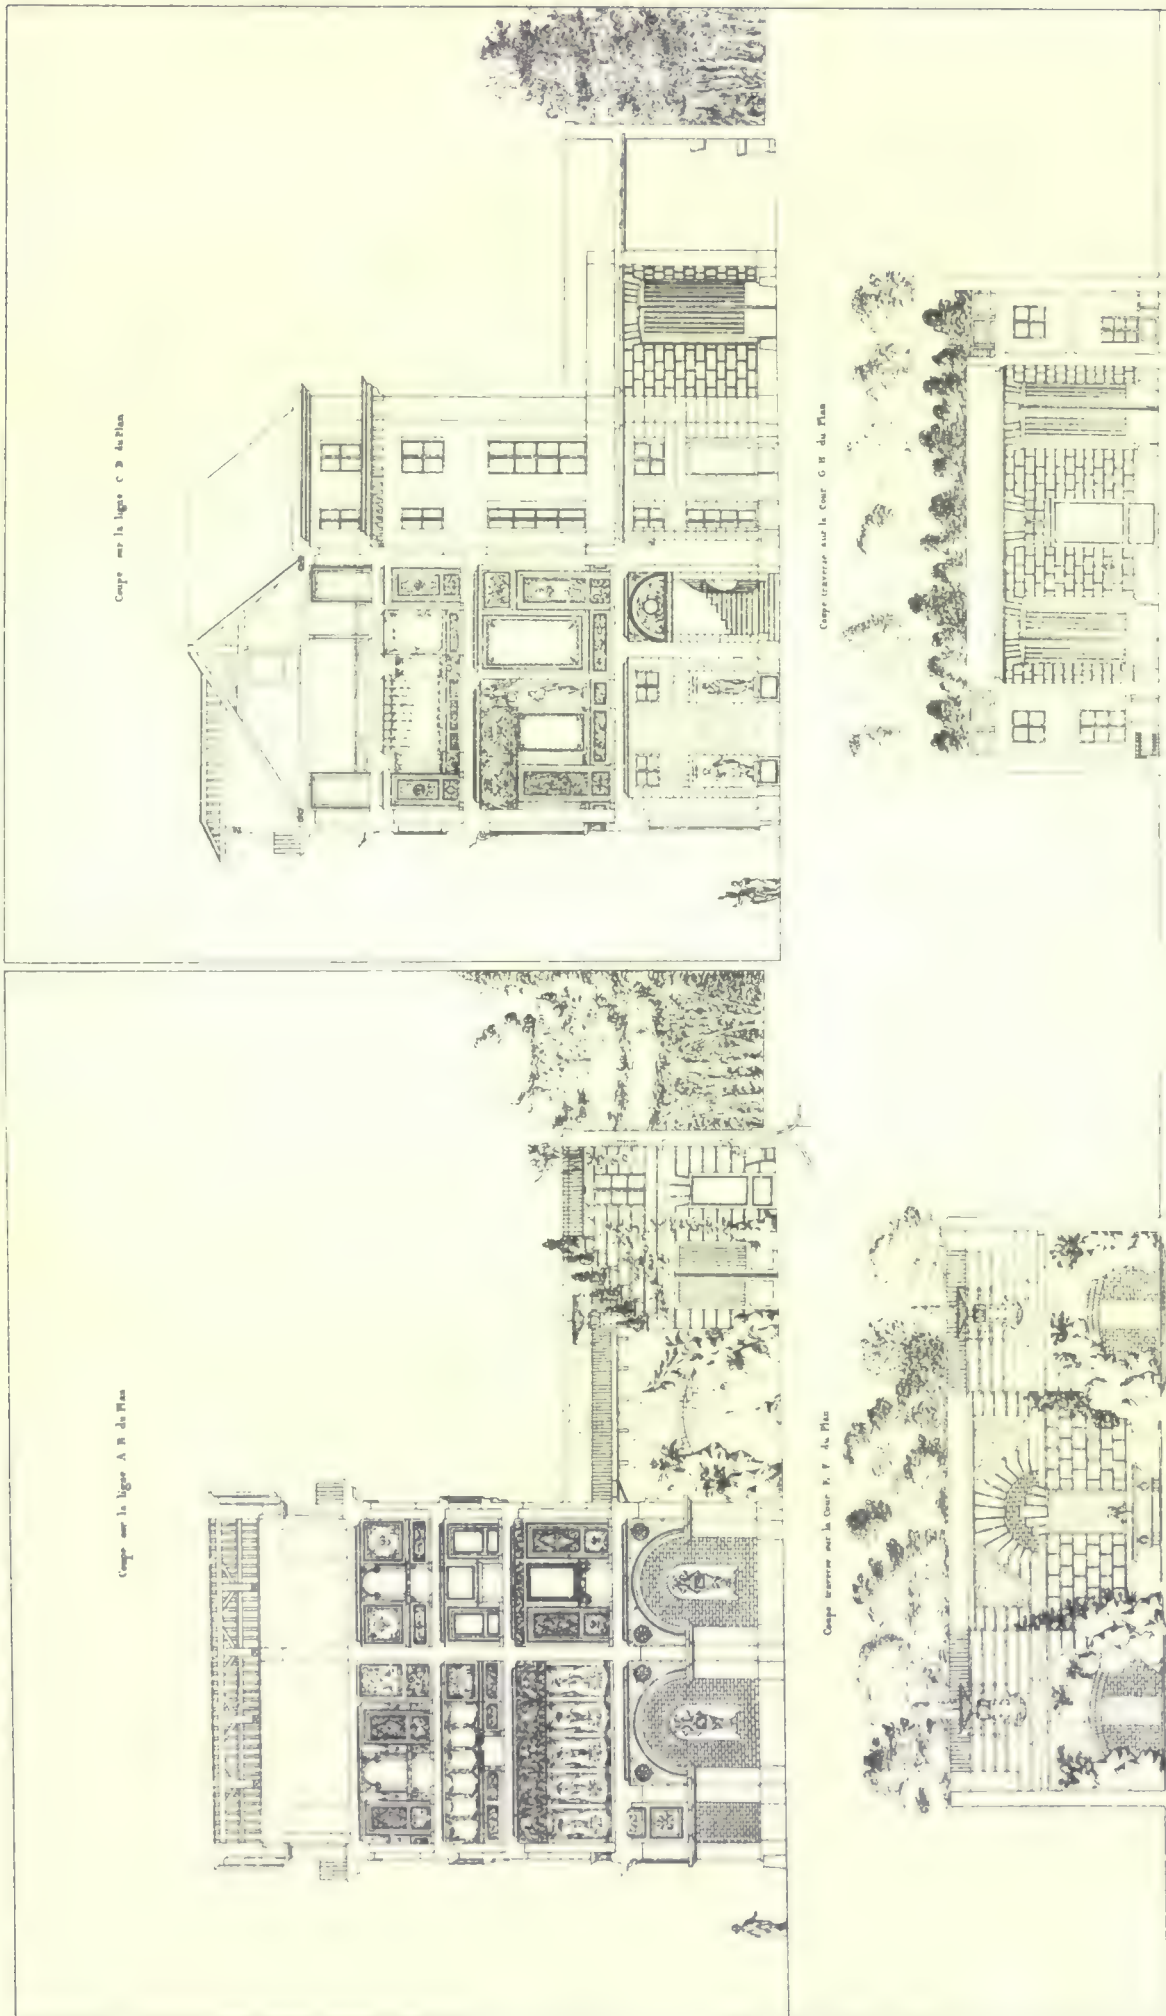 Coupe sur la ligne A B du Plan
Coupe sur la ligne C D du Plan
Coupe traverse sur la Cour E F du Plan
Coupe traverse sur la Cour G H du Plan